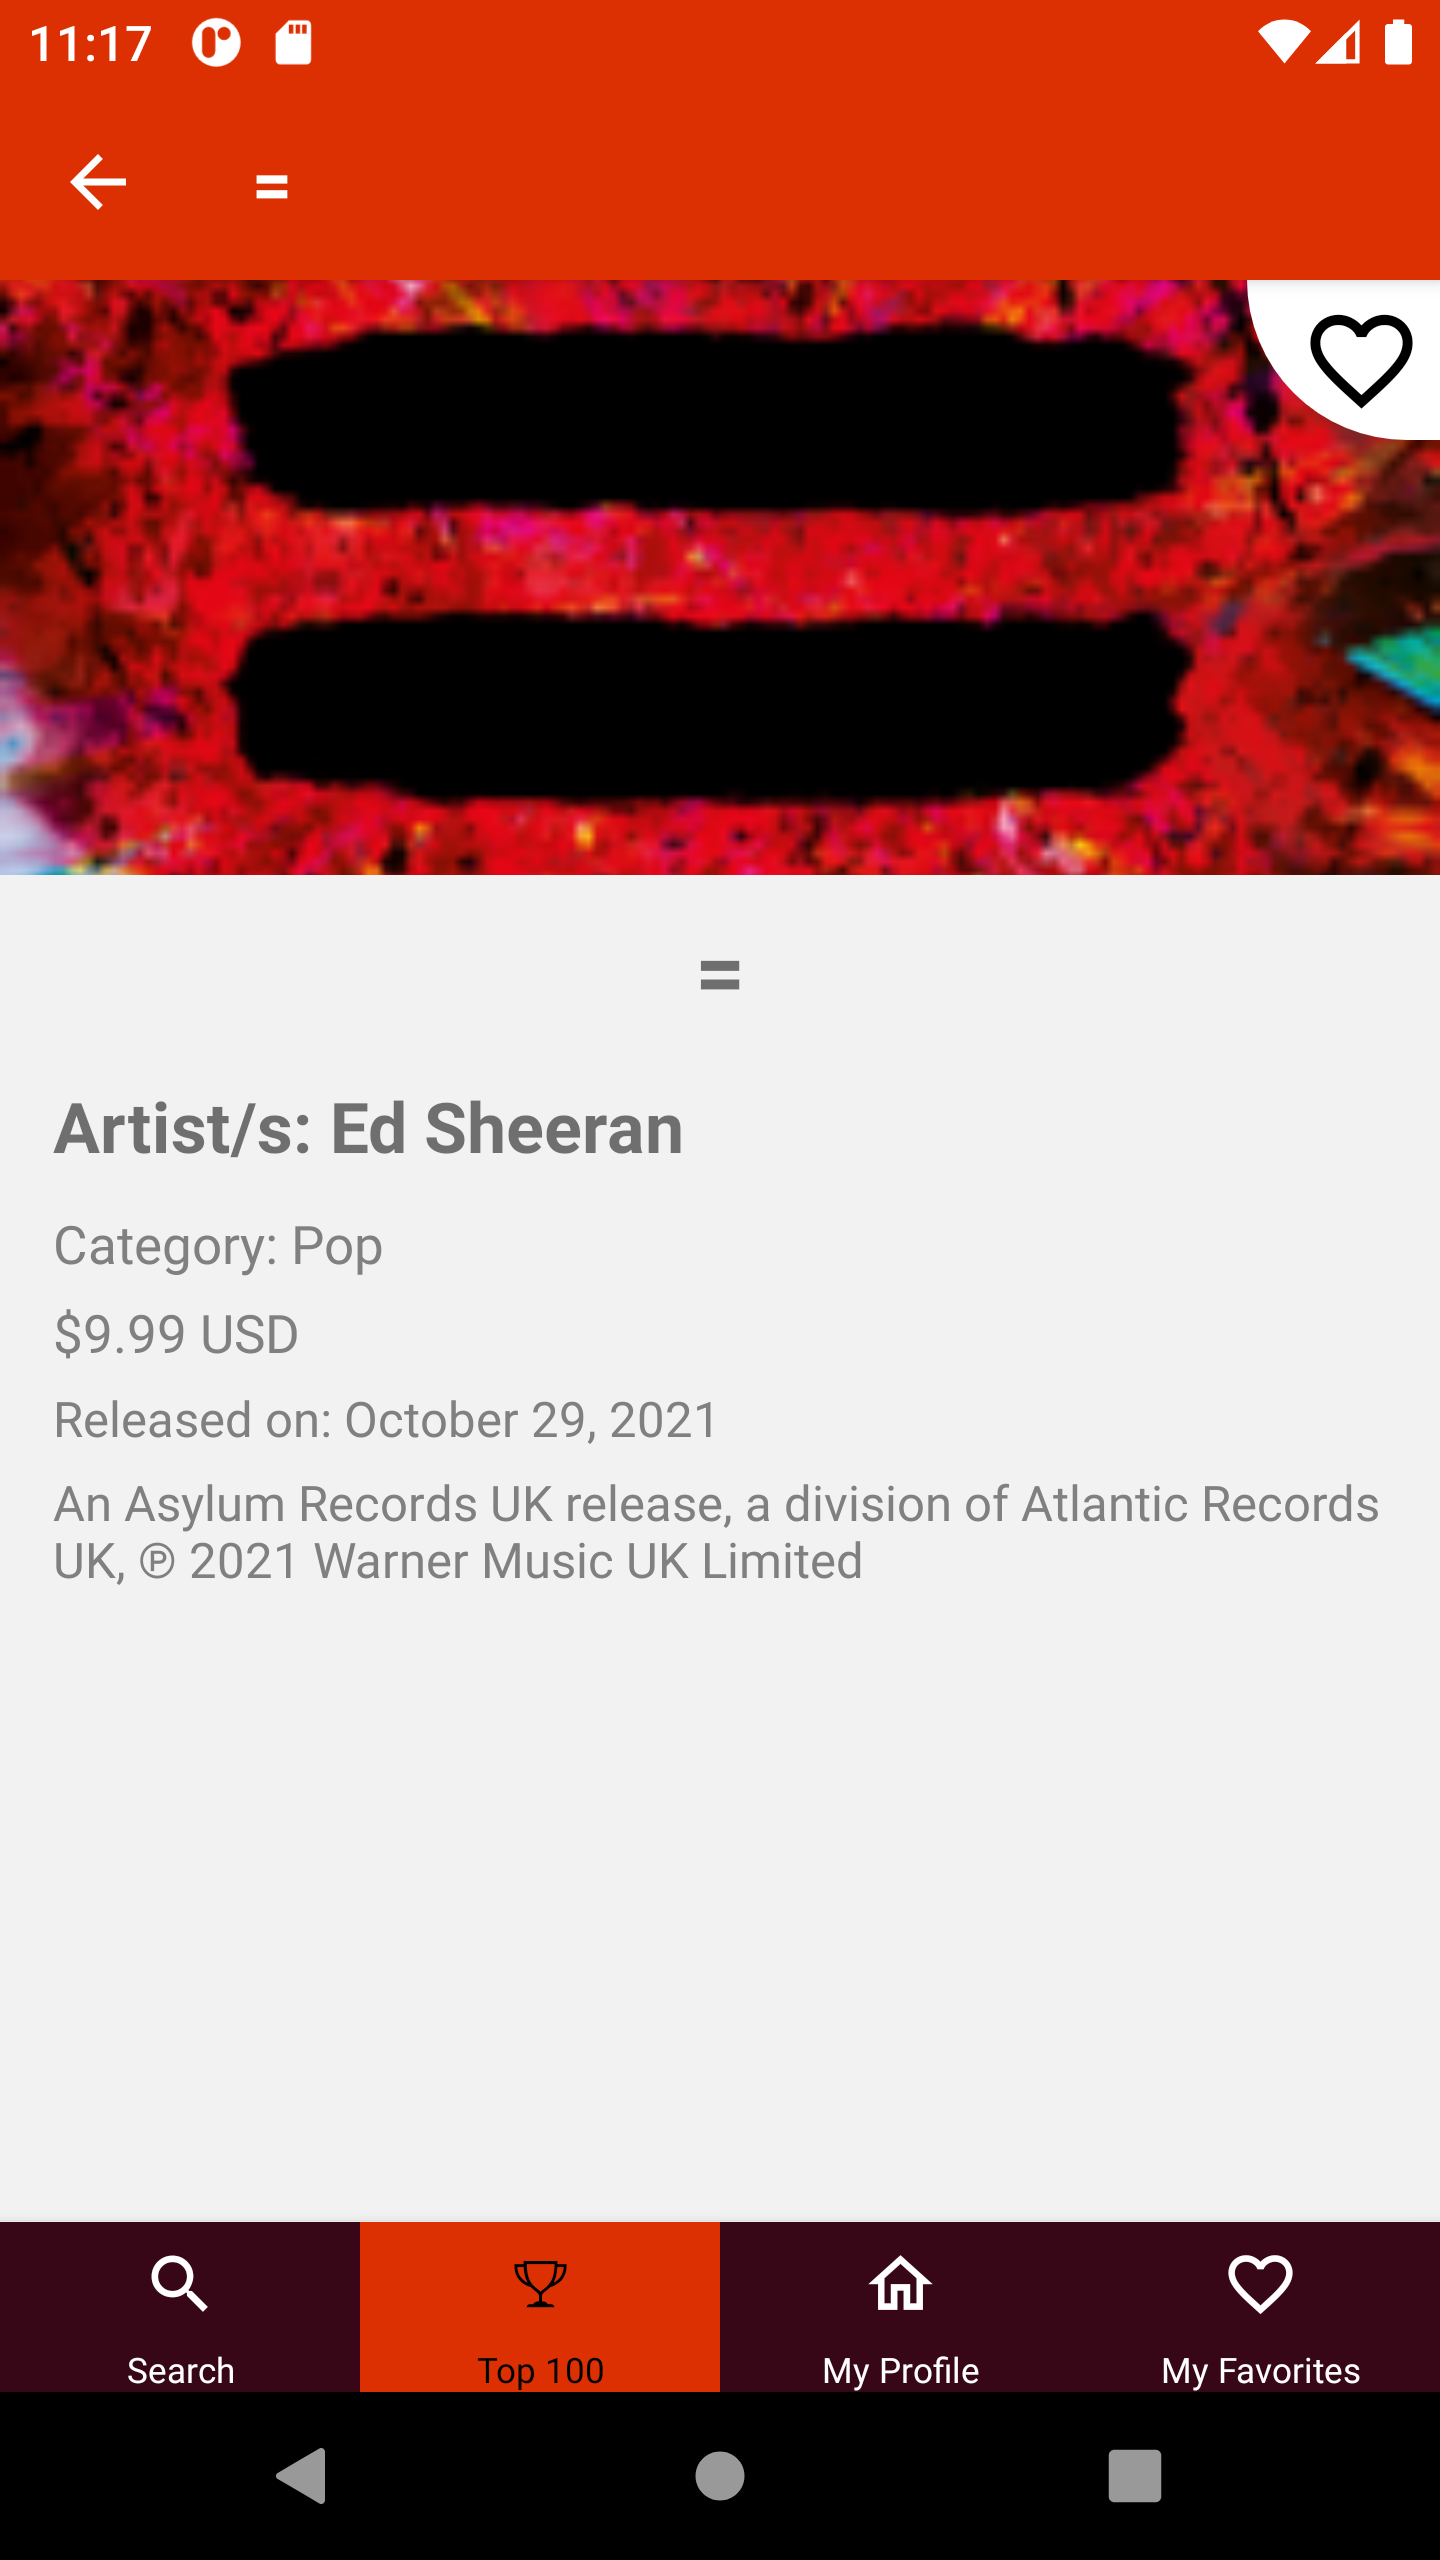 11:17
=
=
Artist/s: Ed Sheeran
Category: Pop
$9.99 USD
Released on: October 29, 2021
An Asylum Records UK release, a division of Atlantic Records
UK, ℗ 2021 Warner Music UK Limited
Search
Top 100
My Profile
My Favorites